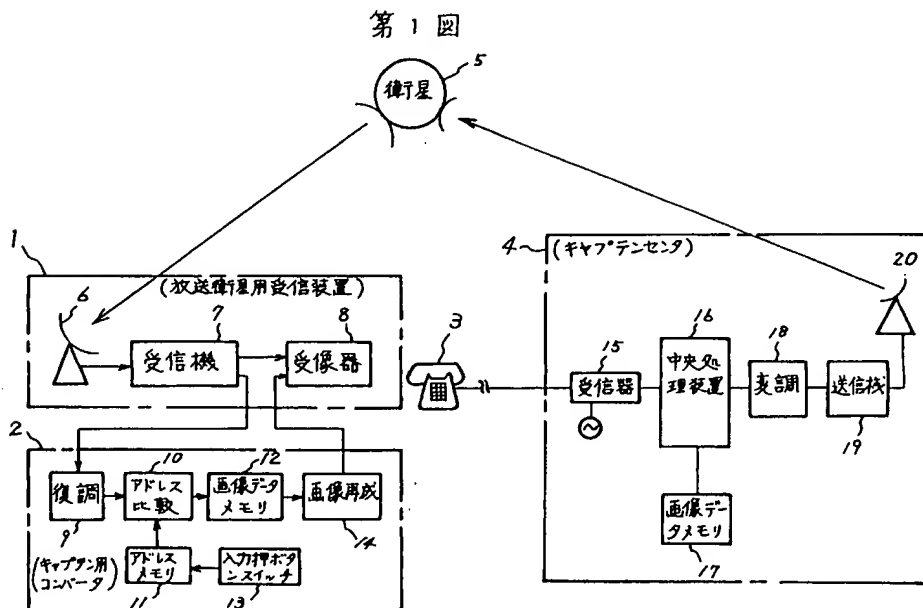 第1図
衛星
5
1
(放送衛星用受信装置)
6
7
受信機
8
受像器
3
4
(キャプテンセンタ)
20
15
受信器
16
中央処
理装置
18
変調
送信機
19
画像データ
メモリ
17
2
復調
9
10
アドレス
比較
12
画像データ
メモリ
画像再成
14
(キャプテン用
コンバータ)
アドレス
メモリ
11
入力押ボタ
ンスイッチ
13